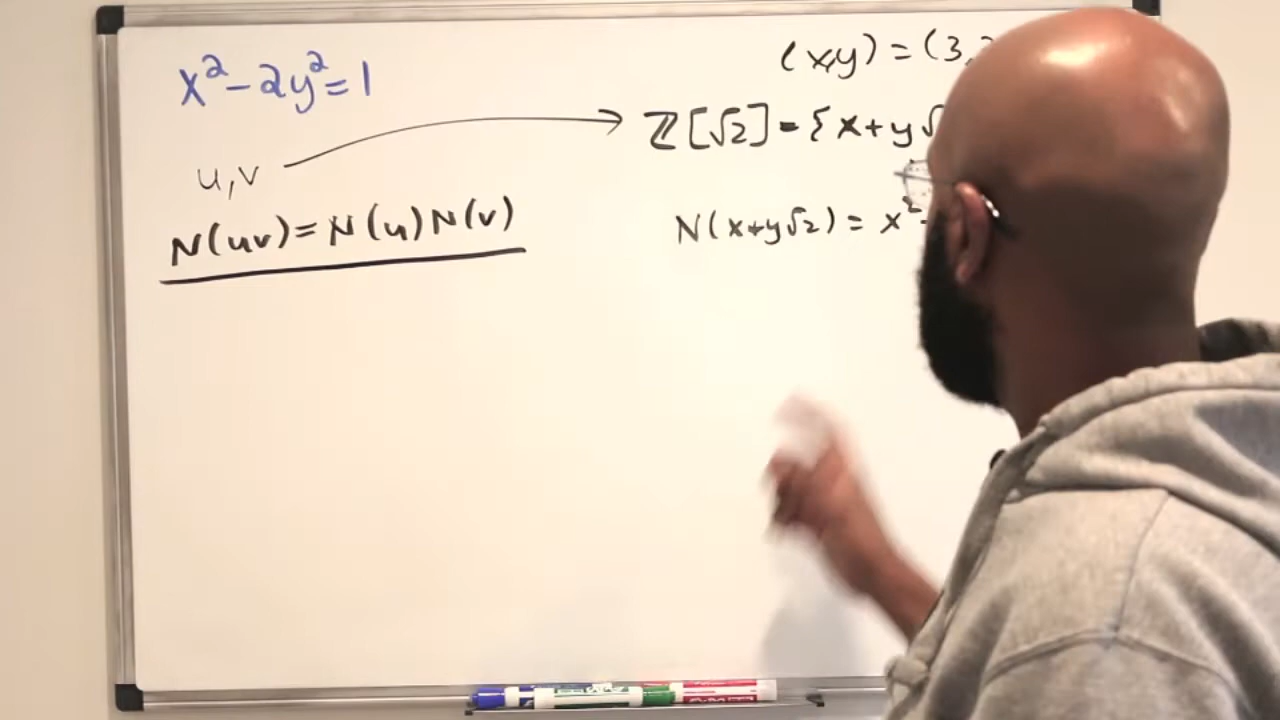 x²-2y²=1
(x,y) = (3,
ℤ[√2] = {x+y√
u,v
N(uv)=N(u)N(v)
N(x+y√2) = x²-